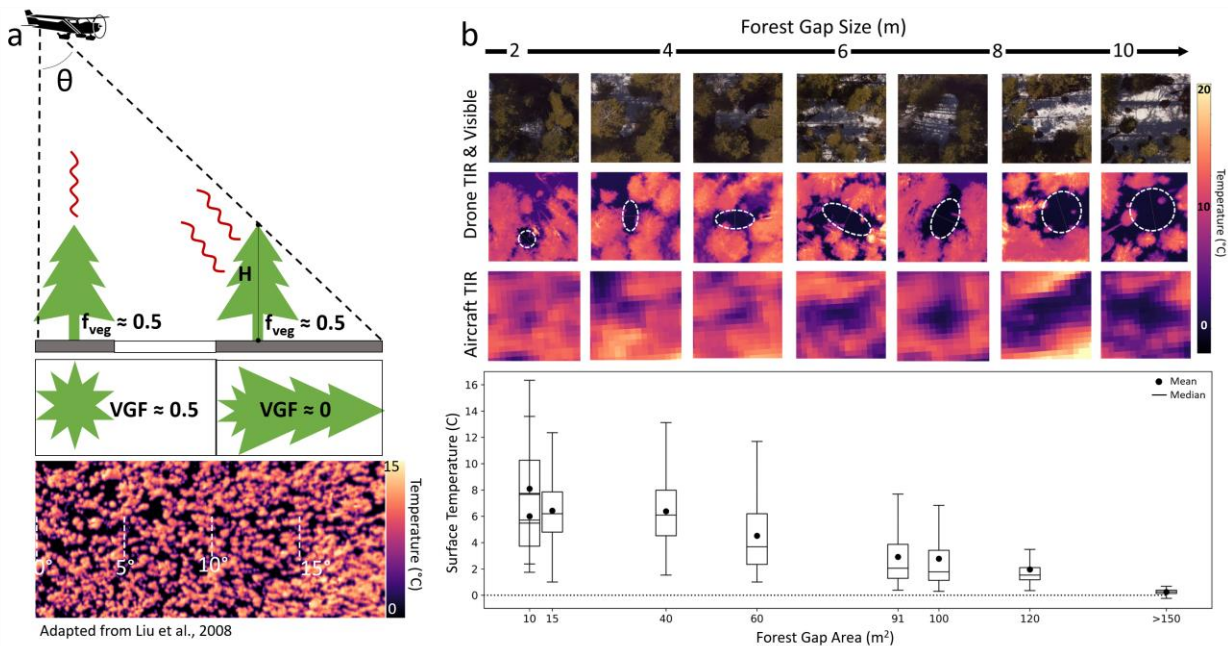 a
θ
H
f veg ≈ 0.5
f veg ≈ 0.5
VGF ≈ 0.5
VGF ≈ 0
15
Temperature (°C)
0
0°
5°
10°
15°
Adapted from Liu et al., 2008
b
Forest Gap Size (m)
2 4 6 8 10
Drone TIR & Visible
Aircraft TIR
20
10
0
Temperature (°C)
Mean
Median
Surface Temperature (C)
16
14
12
10
8
6
4
2
0
10 15 40 60 91 100 120 >150
Forest Gap Area (m²)